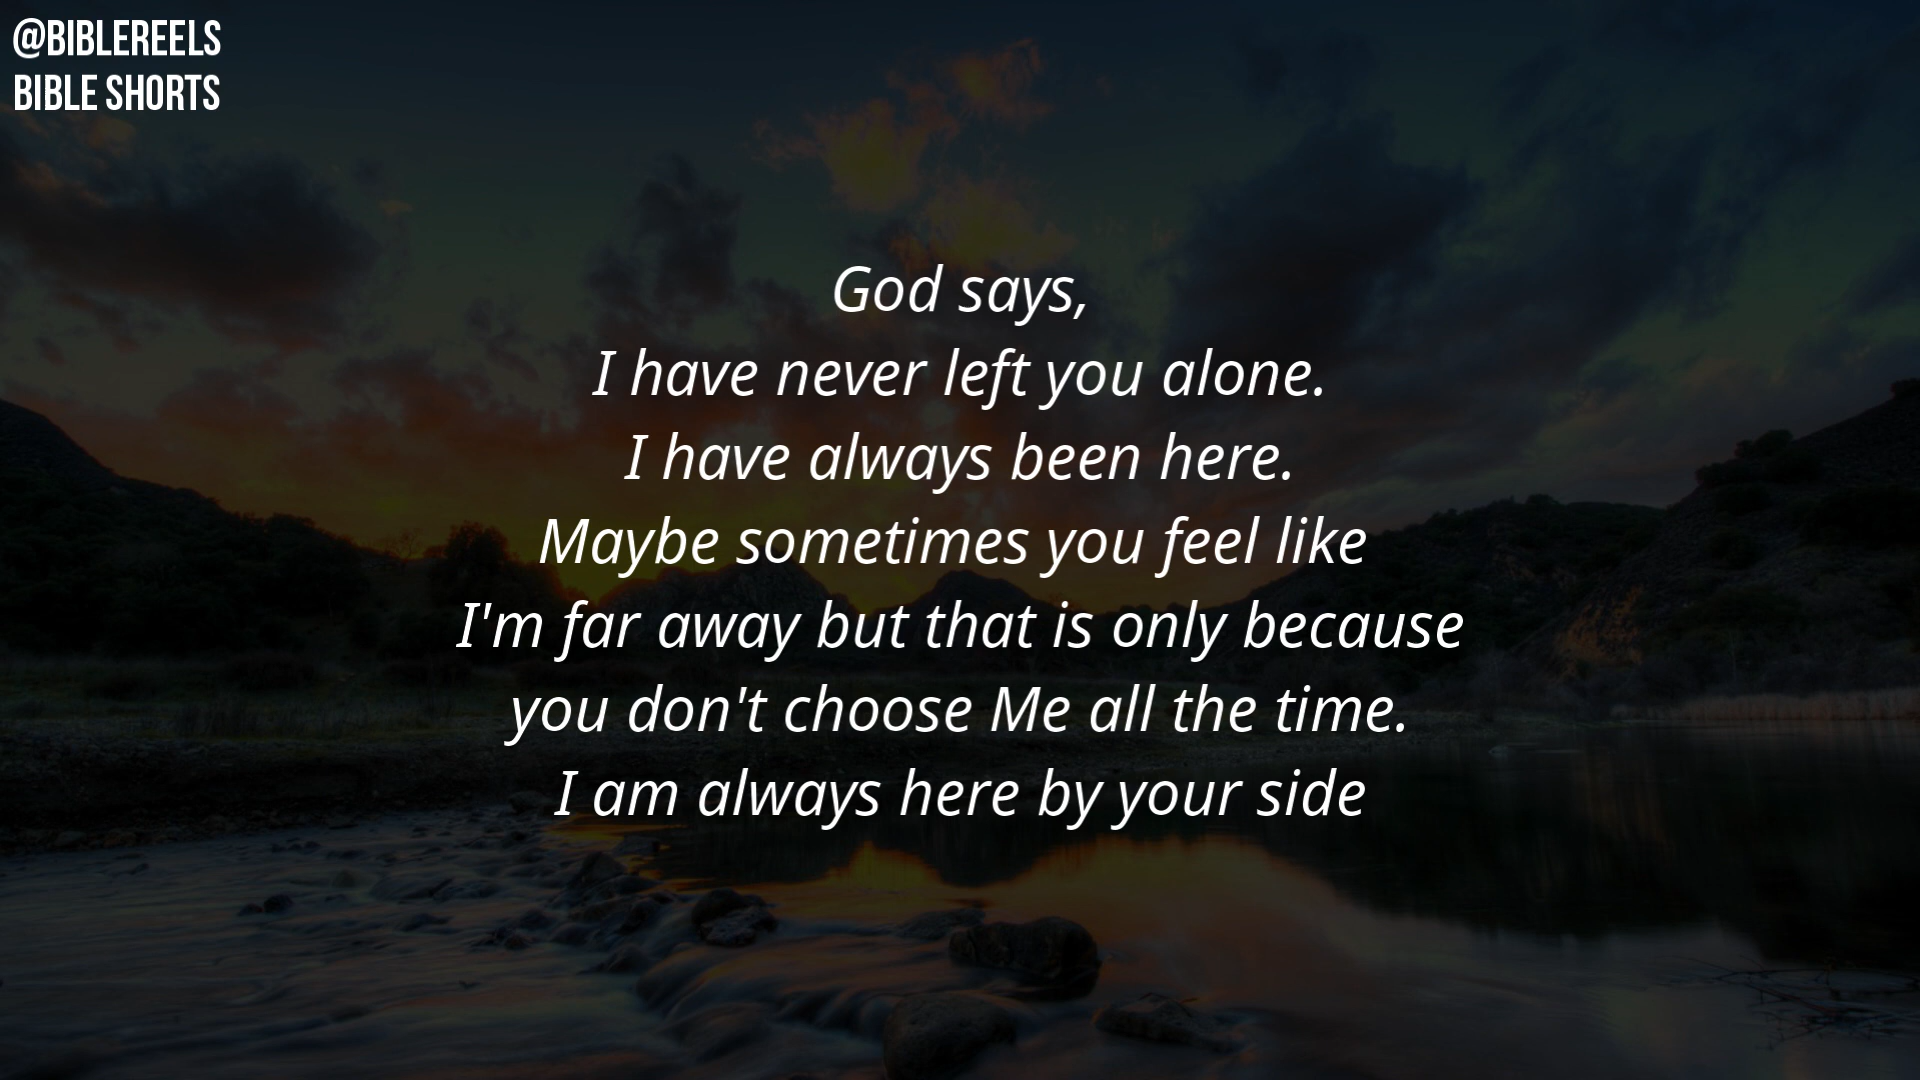 @BIBLEREELS
BIBLE SHORTS
God says,
I have never left you alone.
I have always been here.
Maybe sometimes you feel like
I'm far away but that is only because
you don't choose Me all the time.
I am always here by your side